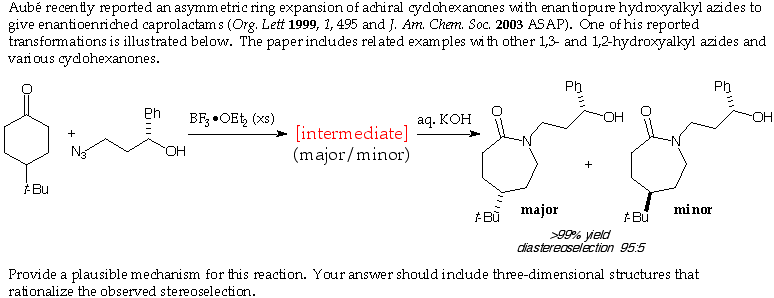 Aubé recently reported an asymmetric ring expansion of achiral cyclohexanones with enantiopure hydroxyalkyl azides to
give enantioenriched caprolactams (Org. Lett 1999, 1, 495 and J. Am. Chem. Soc. 2003 ASAP).  One of his reported
transformations is illustrated below.  The paper includes related examples with other 1,3- and 1,2-hydroxyalkyl azides and
various cyclohexanones.
O
t-Bu
+
N3
Ph
OH
BF3•OEt2 (xs)
[intermediate]
(major/minor)
aq. KOH
O
N
Ph
OH
t-Bu
major
+
O
N
Ph
OH
t-Bu
minor
>99% yield
diastereoselection 95:5
Provide a plausible mechanism for this reaction.  Your answer should include three-dimensional structures that
rationalize the observed stereoselection.